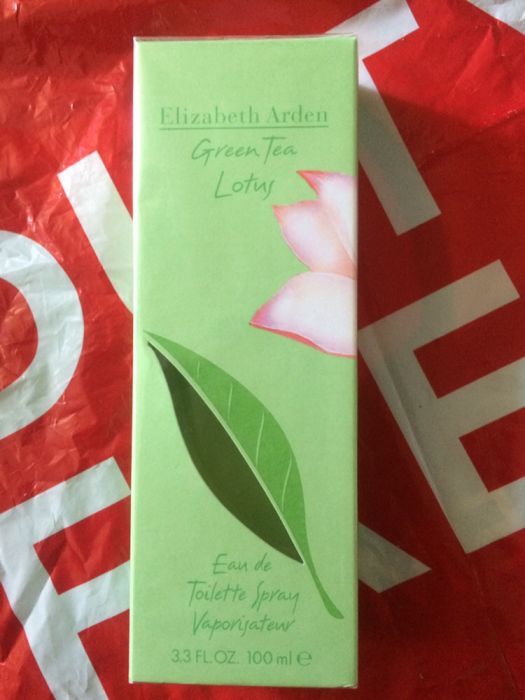 Elizabeth Arden
Green Tea
Lotus
Eau de
Toilette Spray
Vaporisateur
3.3 FL.OZ. 100 ml ℮